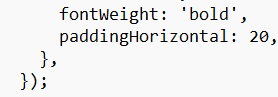 fontWeight: 'bold',
paddingHorizontal: 20,
},
});